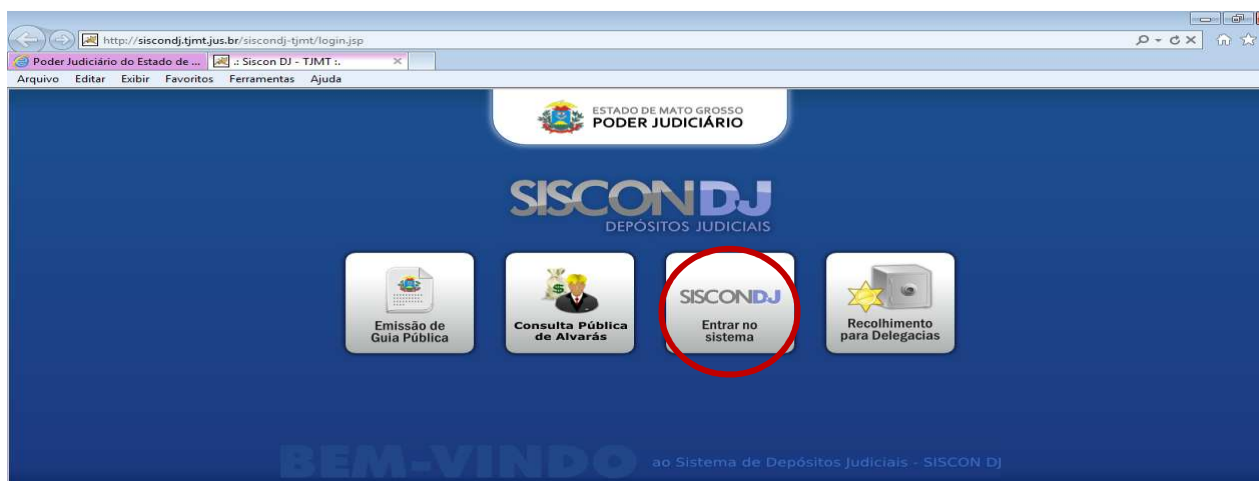 http://siscondj.tjmt.jus.br/siscondj-tjmt/login.jsp
Poder Judiciário do Estado de ...
.: Siscon DJ - TJMT :.
Arquivo Editar Exibir Favoritos Ferramentas Ajuda
ESTADO DE MATO GROSSO
PODER JUDICIÁRIO
SISCONDJ
DEPÓSITOS JUDICIAIS
Emissão de
Guia Pública
Consulta Pública
de Alvarás
SISCONDJ
Entrar no
sistema
Recolhimento
para Delegacias
BEM-VINDO ao Sistema de Depósitos Judiciais - SISCON DJ